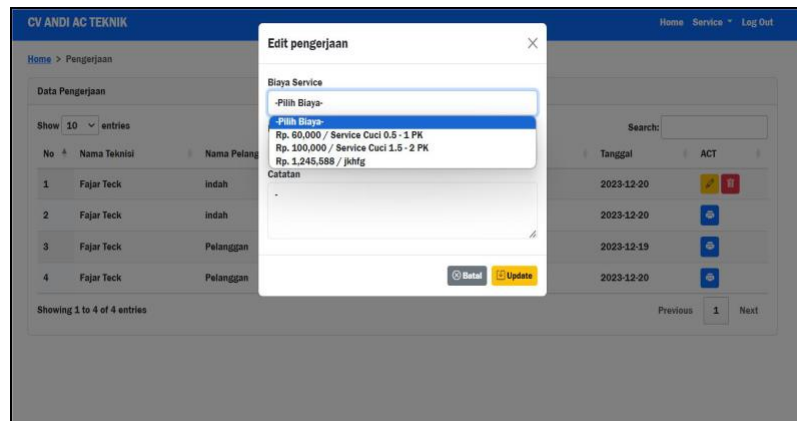 CV ANDI AC TEKNIK
Home Service Log Out
Home > Pengerjaan
Data Pengerjaan
Show 10 entries
Search:
No Nama Teknisi Nama Pelang Tanggal ACT
1 Fajar Teck indah 2023-12-20
2 Fajar Teck indah 2023-12-20
3 Fajar Teck Pelanggan 2023-12-19
4 Fajar Teck Pelanggan 2023-12-20
Showing 1 to 4 of 4 entries
Previous 1 Next
Edit pengerjaan
Biaya Service
-Pilih Biaya-
-Pilih Biaya-
Rp. 60,000 / Service Cuci 0.5 - 1 PK
Rp. 100,000 / Service Cuci 1.5 - 2 PK
Rp. 1,245,588 / jkhfg
Catatan
-
Batal Update